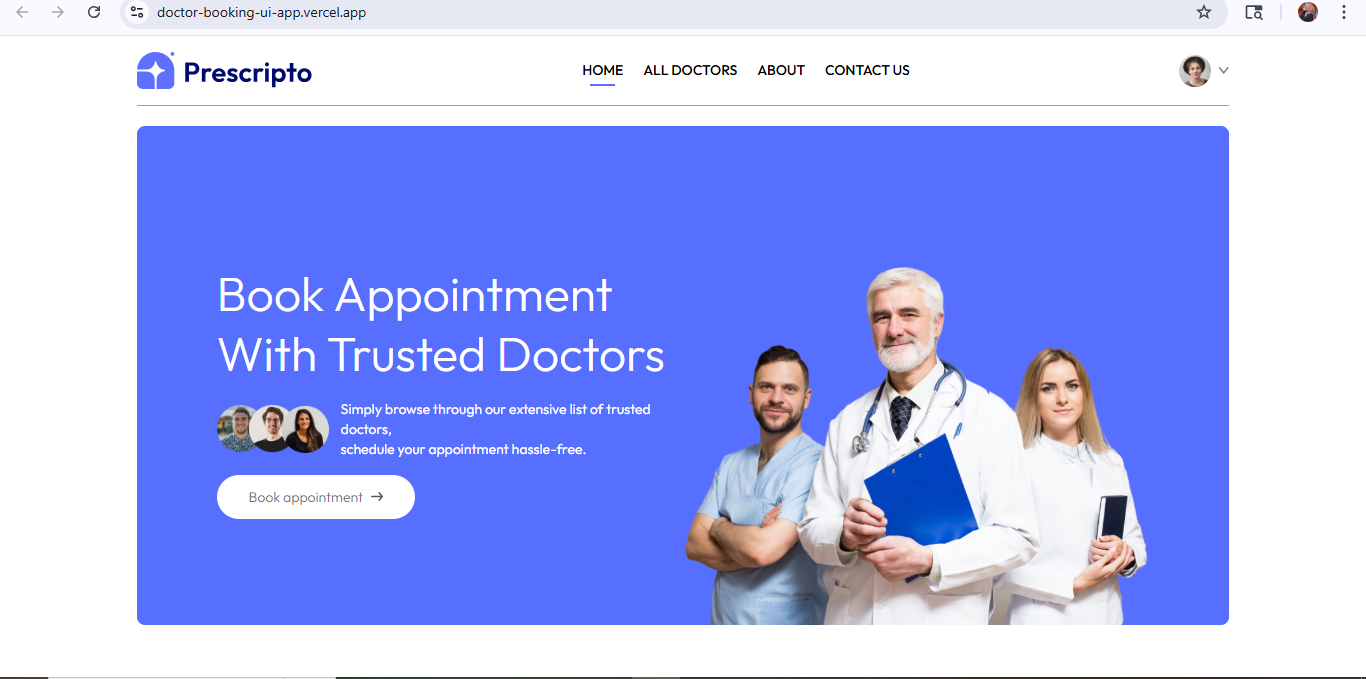 doctor-booking-ui-app.vercel.app
Prescripto
HOME ALL DOCTORS ABOUT CONTACT US
Book Appointment
With Trusted Doctors
Simply browse through our extensive list of trusted
doctors,
schedule your appointment hassle-free.
Book appointment →